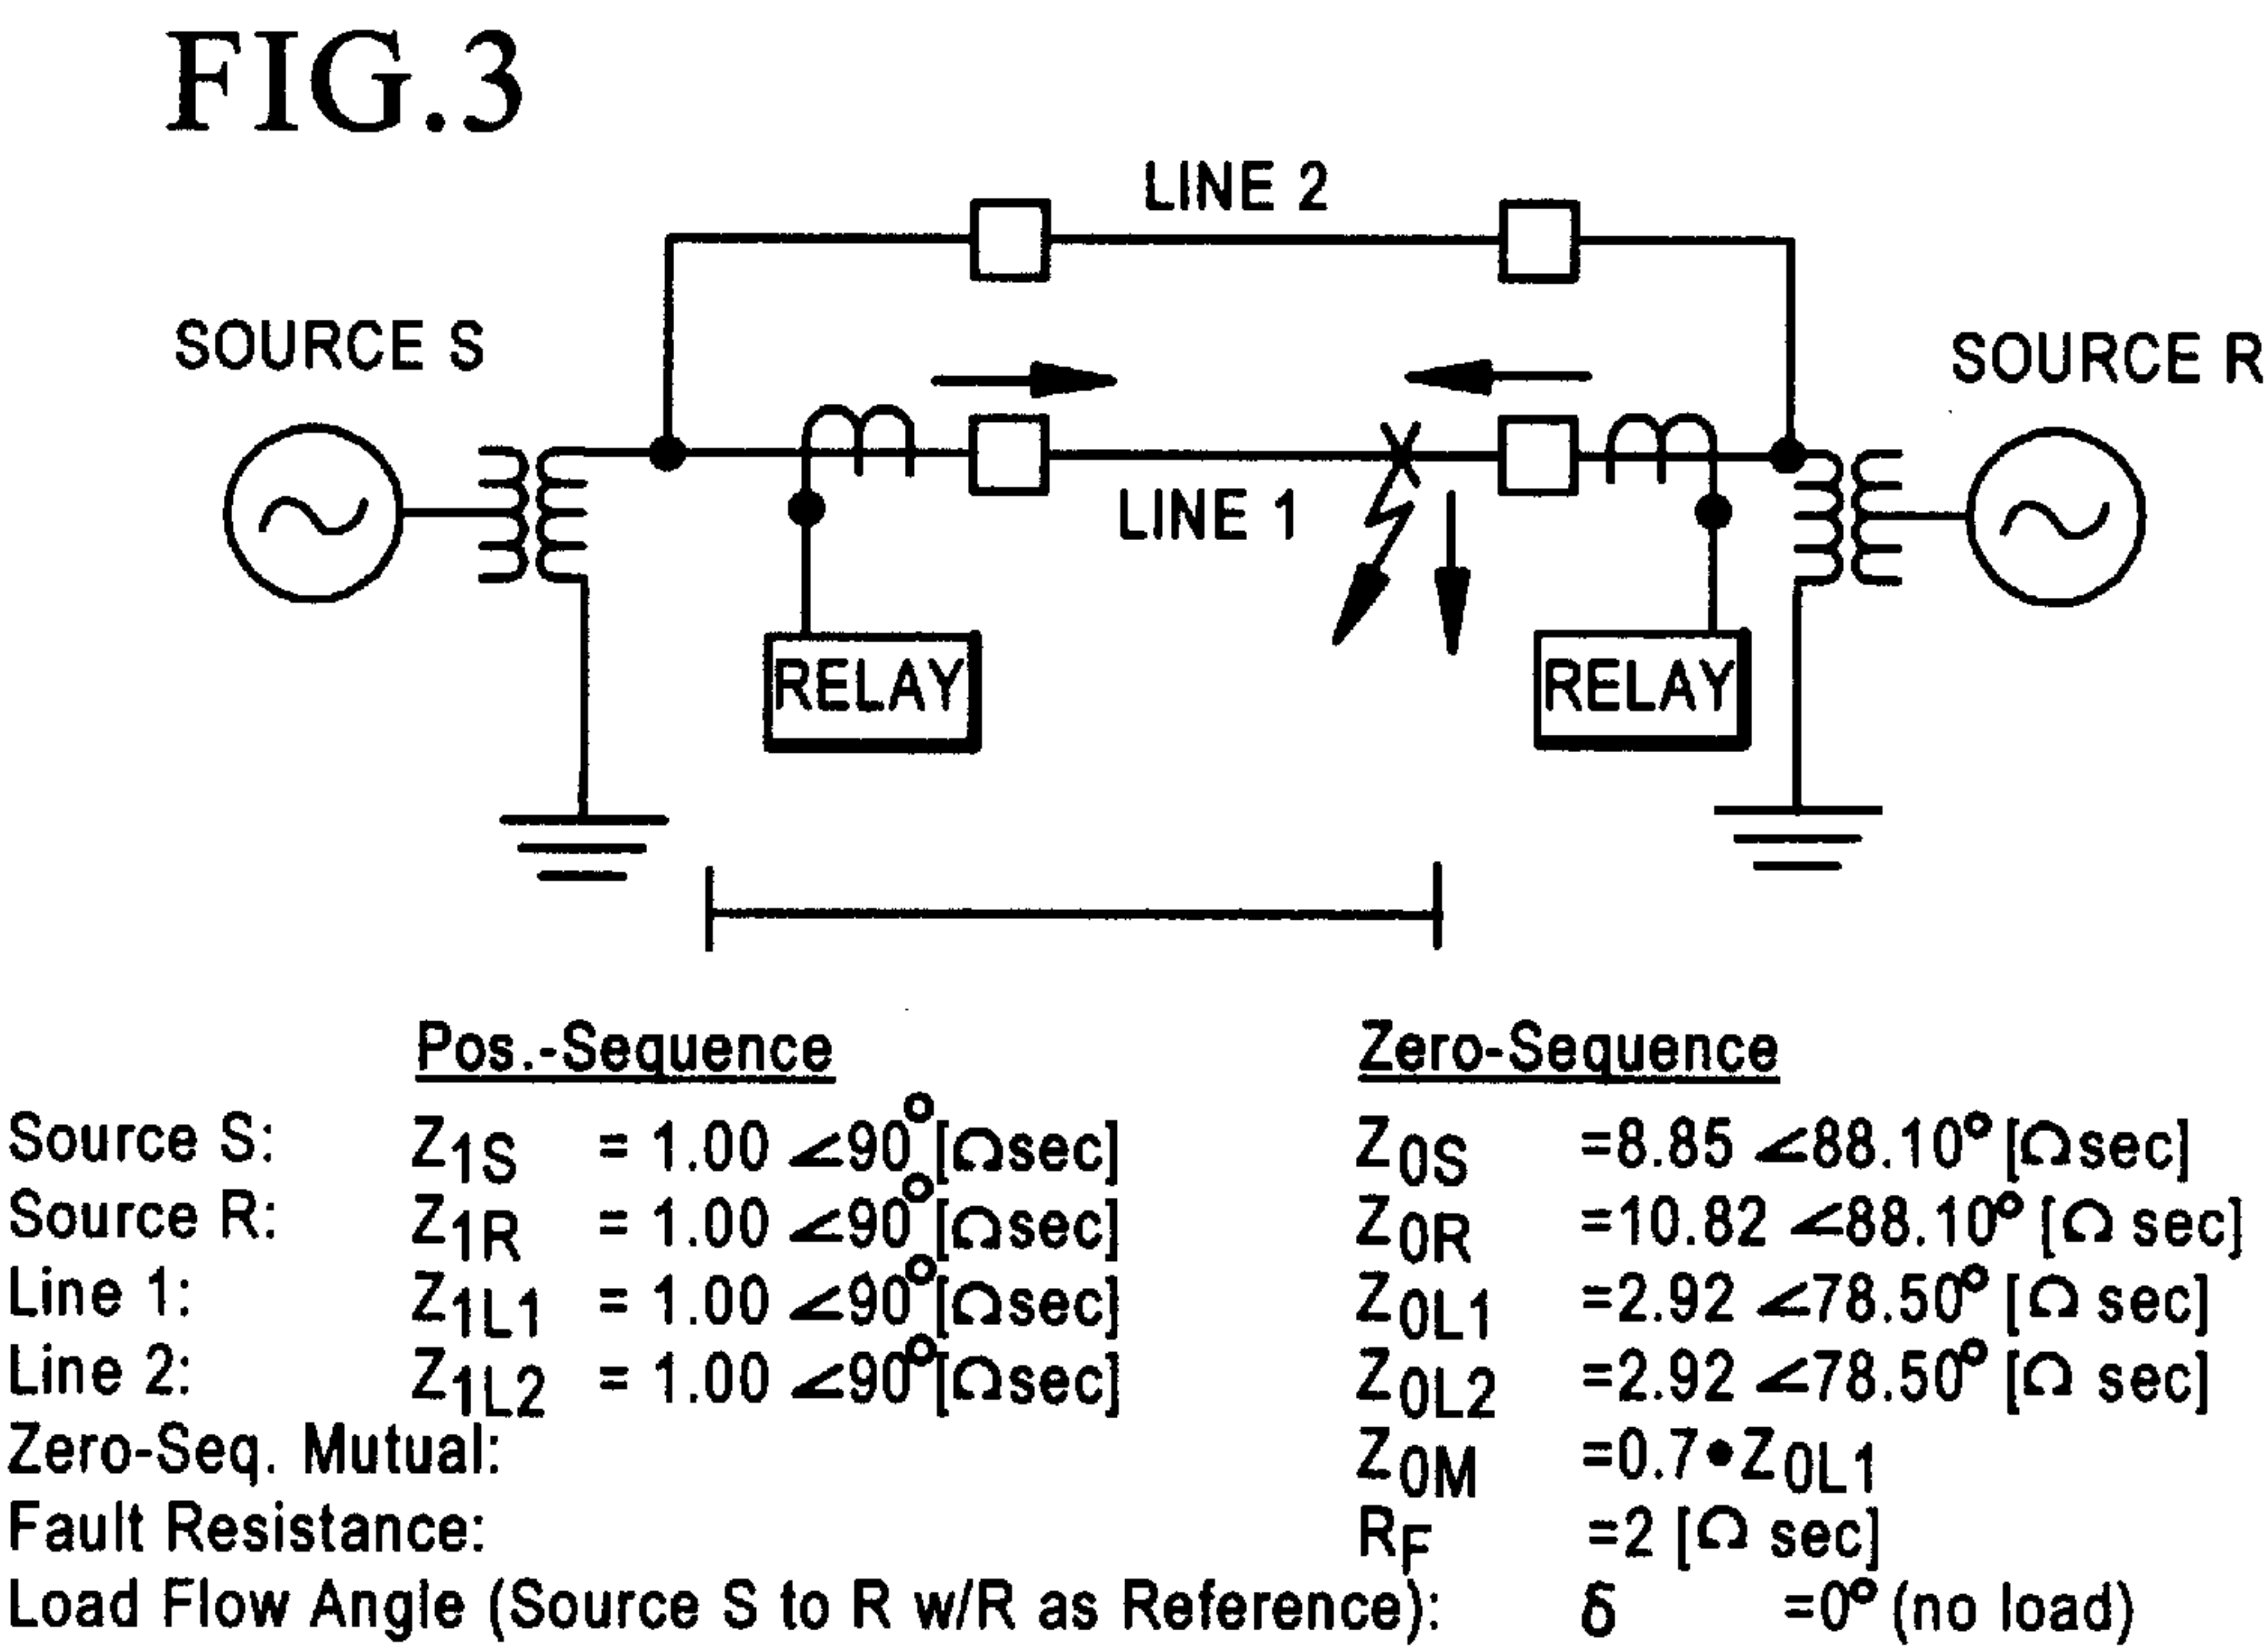 FIG.3
LINE 2
SOURCE S
SOURCE R
LINE 1
RELAY
RELAY
Pos.-Sequence Zero-Sequence
Source S: Z1S = 1.00 ∠90° [Ωsec] Z0S =8.85 ∠88.10° [Ωsec]
Source R: Z1R = 1.00 ∠90° [Ωsec] Z0R =10.82 ∠88.10° [Ω sec]
Line 1: Z1L1 = 1.00 ∠90° [Ωsec] Z0L1 =2.92 ∠78.50° [Ω sec]
Line 2: Z1L2 = 1.00 ∠90° [Ωsec] Z0L2 =2.92 ∠78.50° [Ω sec]
Zero-Seq. Mutual: Z0M =0.7•Z0L1
Fault Resistance: RF =2 [Ω sec]
Load Flow Angle (Source S to R w/R as Reference): δ =0° (no load)